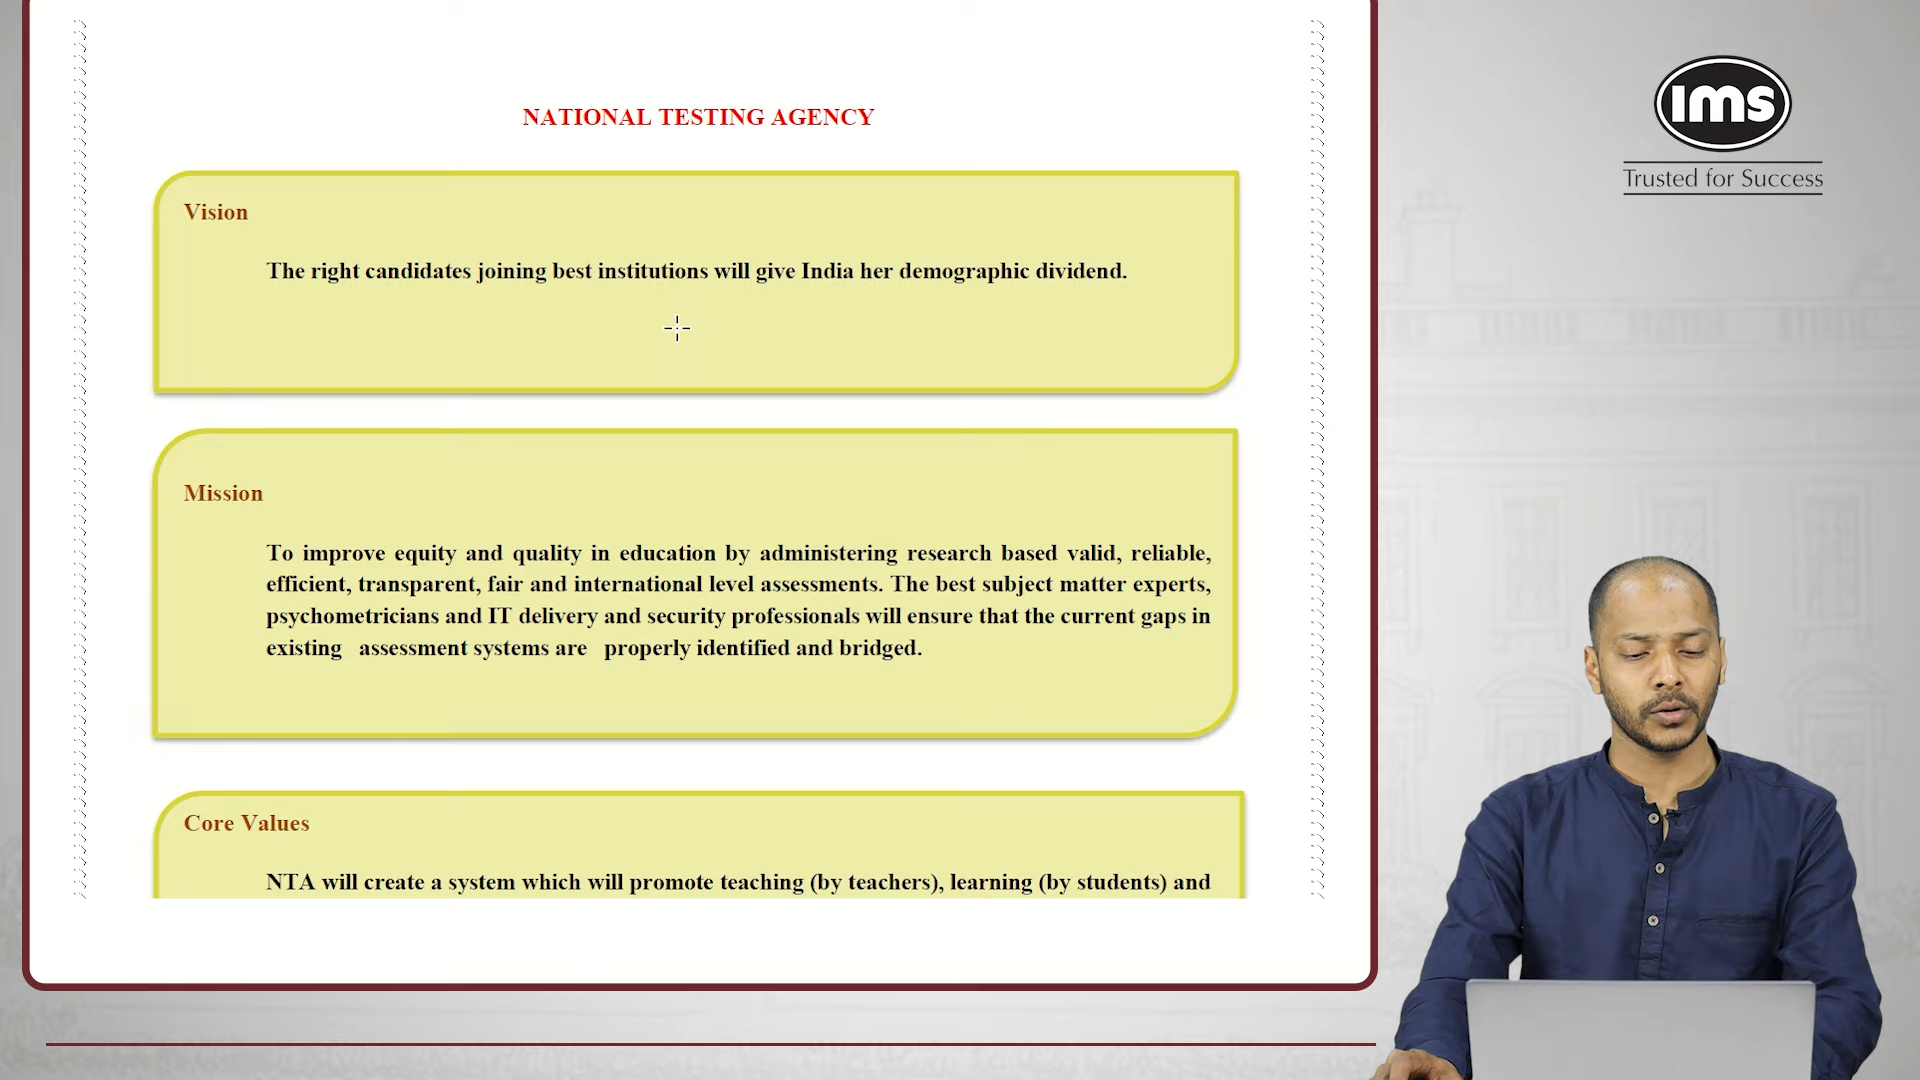 NATIONAL TESTING AGENCY
Vision
The right candidates joining best institutions will give India her demographic dividend.
Mission
To improve equity and quality in education by administering research based valid, reliable,
efficient, transparent, fair and international level assessments. The best subject matter experts,
psychometricians and IT delivery and security professionals will ensure that the current gaps in
existing assessment systems are properly identified and bridged.
Core Values
NTA will create a system which will promote teaching (by teachers), learning (by students) and
ims
Trusted for Success